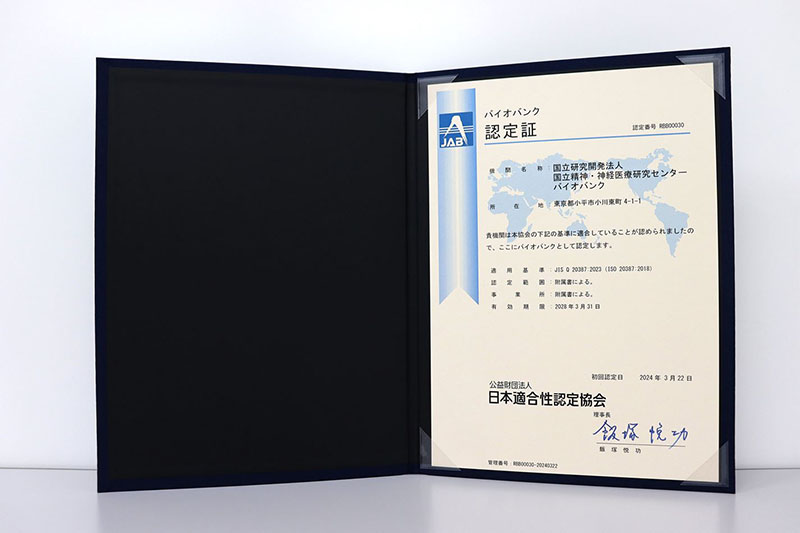 バイオバンク
認定証
認定番号 RBB00030
JAB
機関名称：国立研究開発法人
国立精神・神経医療研究センター
バイオバンク
所在地：東京都小平市小川東町 4-1-1
貴機関は本協会の下記の基準に適合していることが認められましたの
で、ここにバイオバンクとして認定します。
適用基準：JIS Q 20387:2023 (ISO 20387:2018)
認定範囲：附属書による。
事業所：附属書による。
有効期限：2028 年 3 月 31 日
初回認定日 2024 年 3 月 22 日
公益財団法人
日本適合性認定協会
理事長
飯塚悦功
飯塚悦功
管理番号：RBB00030-20240322